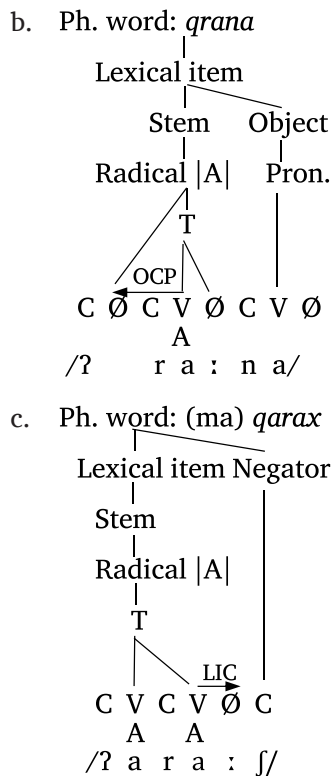 b. Ph. word: qrana
Lexical item
Stem Object
Radical |A| Pron.
T
OCP
C Ø C V Ø C V Ø
A
/ʔ r a ː n a/
c. Ph. word: (ma) qarax
Lexical item Negator
Stem
Radical |A|
T
LIC
C V C V Ø C
A A
/ʔ a r a ː ʃ/